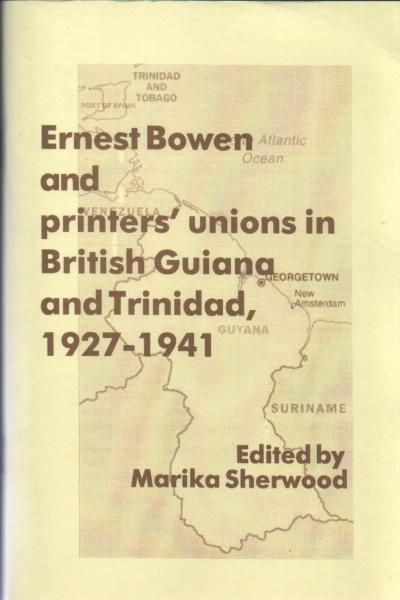 TRINIDAD
AND
TOBAGO
PORT OF SPAIN
Ernest Bowen
Atlantic
Ocean
and
VENEZUELA
printers' unions in
British Guiana
GEORGETOWN
New
Amsterdam
and Trinidad,
GUYANA
1927-1941
SURINAME
Edited by
Marika Sherwood